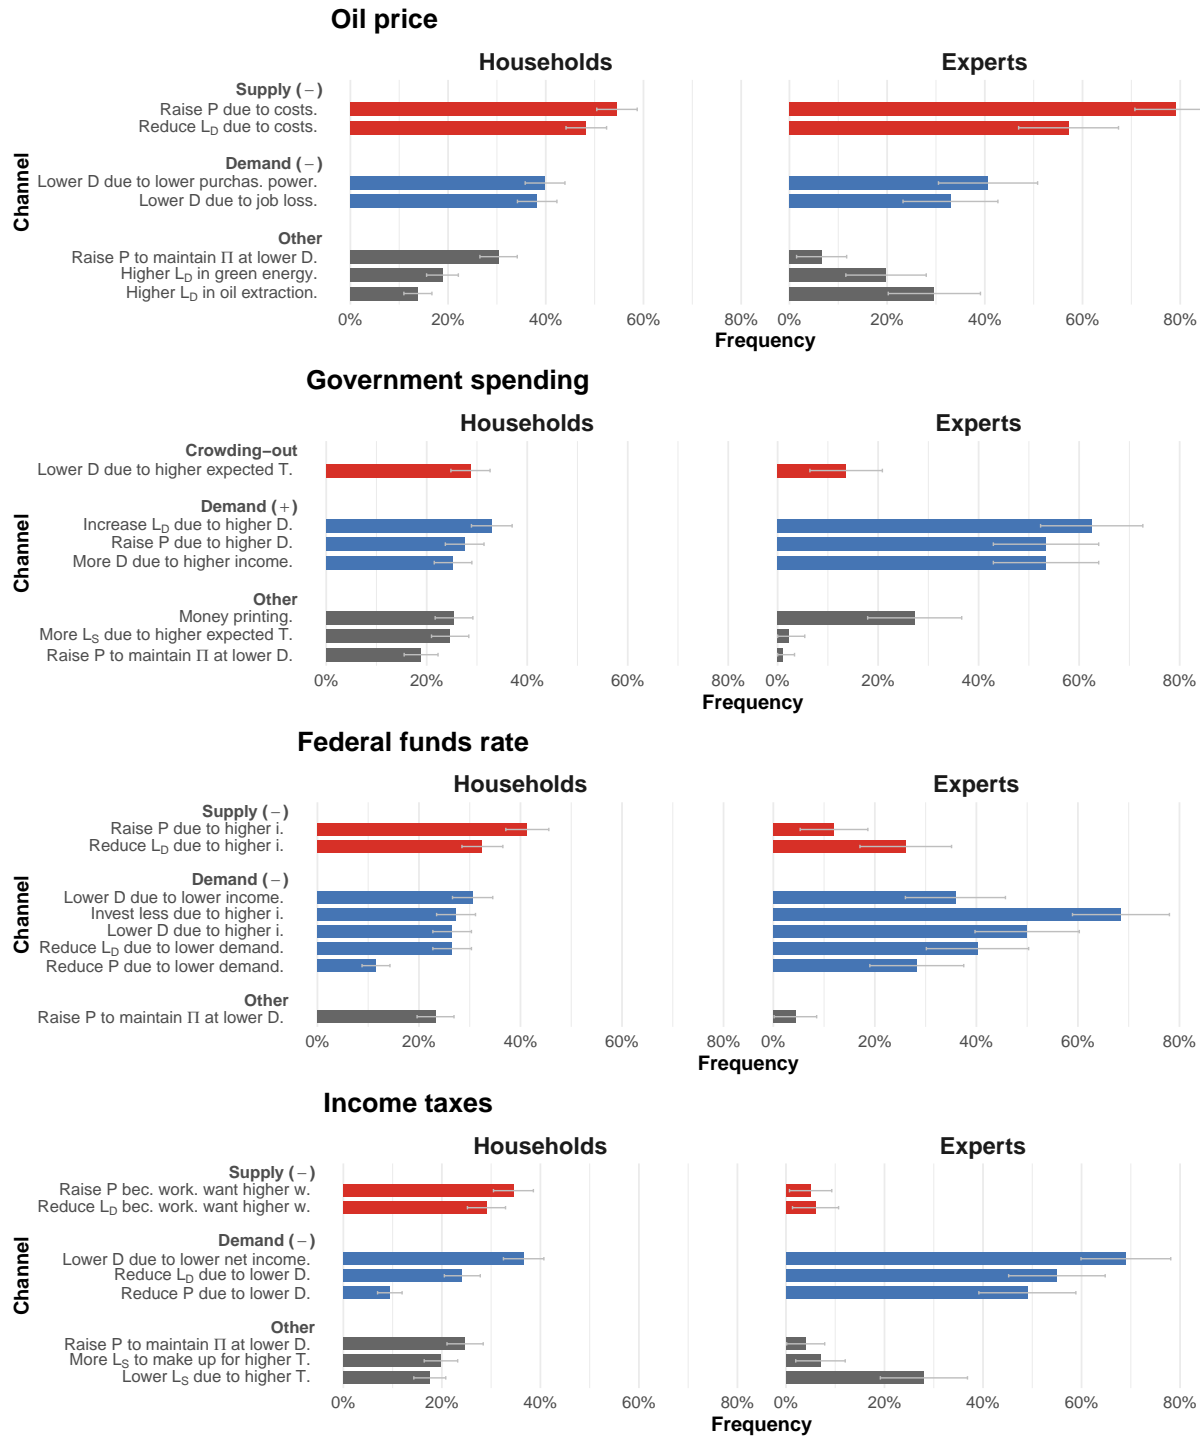 Oil price
Households
Experts
Supply (−)
Raise P due to costs.
Reduce L_D due to costs.
Demand (−)
Lower D due to lower purchas. power.
Lower D due to job loss.
Other
Raise P to maintain Π at lower D.
Higher L_D in green energy.
Higher L_D in oil extraction.
Channel
0% 20% 40% 60% 80% 0% 20% 40% 60% 80%
Frequency
Government spending
Households
Experts
Crowding−out
Lower D due to higher expected T.
Demand (+)
Increase L_D due to higher D.
Raise P due to higher D.
More D due to higher income.
Other
Money printing.
More L_S due to higher expected T.
Raise P to maintain Π at lower D.
Channel
0% 20% 40% 60% 80% 0% 20% 40% 60% 80%
Frequency
Federal funds rate
Households
Experts
Supply (−)
Raise P due to higher i.
Reduce L_D due to higher i.
Demand (−)
Lower D due to lower income.
Invest less due to higher i.
Lower D due to higher i.
Reduce L_D due to lower demand.
Reduce P due to lower demand.
Other
Raise P to maintain Π at lower D.
Channel
0% 20% 40% 60% 80% 0% 20% 40% 60% 80%
Frequency
Income taxes
Households
Experts
Supply (−)
Raise P bec. work. want higher w.
Reduce L_D bec. work. want higher w.
Demand (−)
Lower D due to lower net income.
Reduce L_D due to lower D.
Reduce P due to lower D.
Other
Raise P to maintain Π at lower D.
More L_S to make up for higher T.
Lower L_S due to higher T.
Channel
0% 20% 40% 60% 80% 0% 20% 40% 60% 80%
Frequency